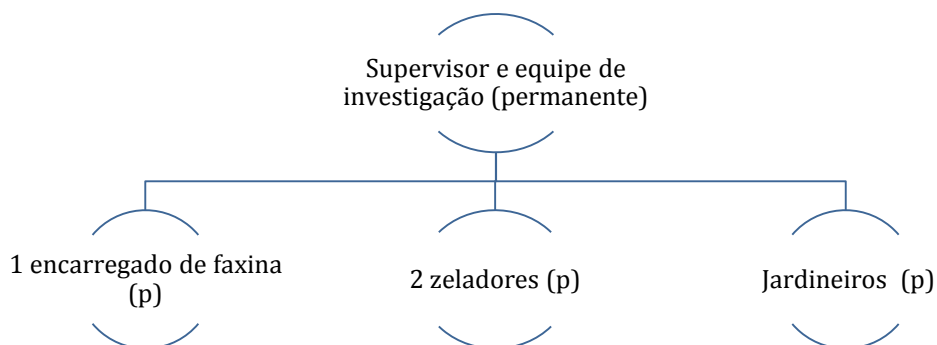 Supervisor e equipe de
investigação (permanente)
1 encarregado de faxina
(p)
2 zeladores (p)
Jardineiros (p)